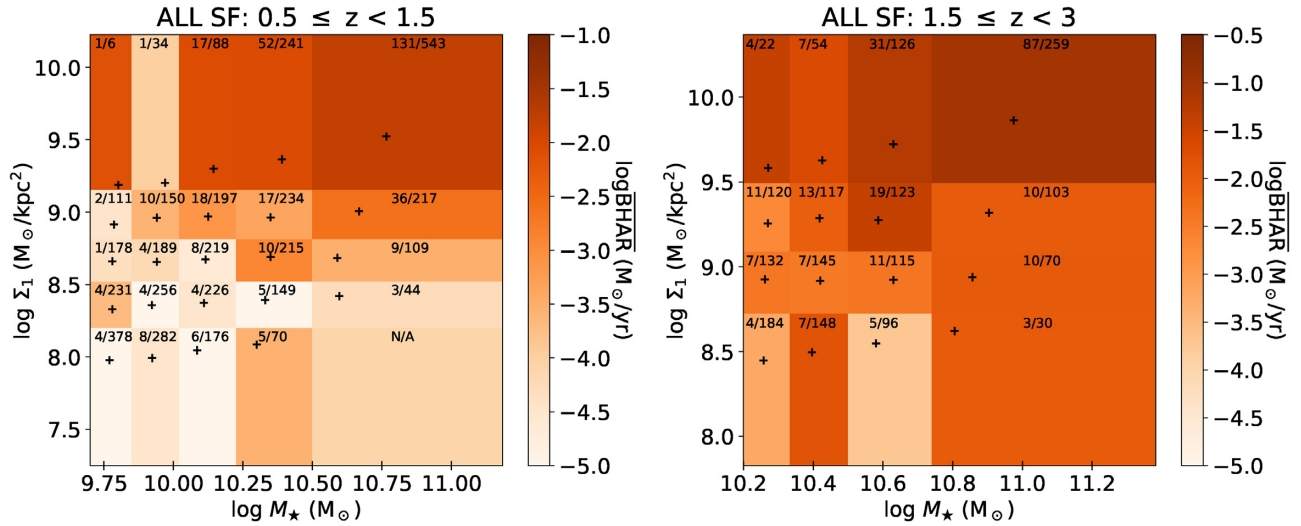 ALL SF: 0.5 ≤ z < 1.5
1/6 1/34 17/88 52/241 131/543
2/111 10/150 18/197 17/234 36/217
1/178 4/189 8/219 10/215 9/109
4/231 4/256 4/226 5/149 3/44
4/378 8/282 6/176 5/70 N/A
10.0
9.5
9.0
8.5
8.0
7.5
log Σ₁ (M⊙/kpc²)
9.75 10.00 10.25 10.50 10.75 11.00
log M★ (M⊙)
−1.0
−1.5
−2.0
−2.5
−3.0
−3.5
−4.0
−4.5
−5.0
logBHAR (M⊙/yr)
ALL SF: 1.5 ≤ z < 3
4/22 7/54 31/126 87/259
11/120 13/117 19/123 10/103
7/132 7/145 11/115 10/70
4/184 7/148 5/96 3/30
10.0
9.5
9.0
8.5
8.0
log Σ₁ (M⊙/kpc²)
10.2 10.4 10.6 10.8 11.0 11.2
log M★ (M⊙)
−0.5
−1.0
−1.5
−2.0
−2.5
−3.0
−3.5
−4.0
−4.5
−5.0
logBHAR (M⊙/yr)